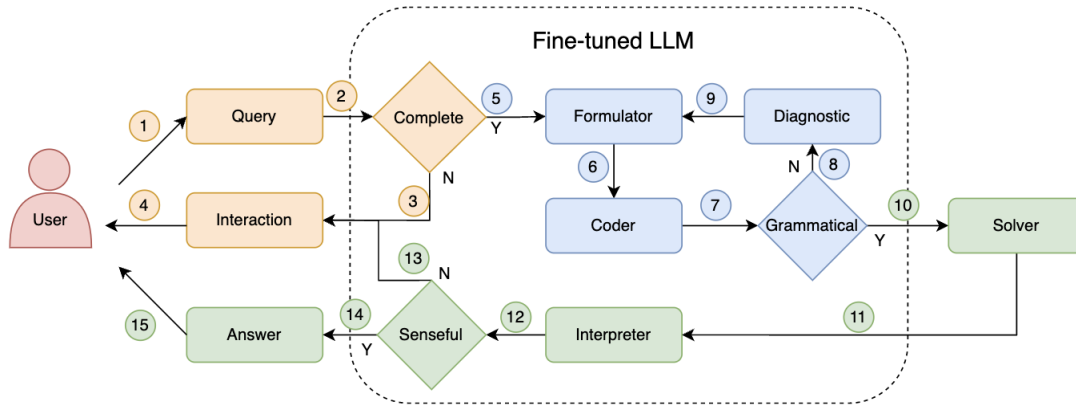 Fine-tuned LLM
1
Query
2
Complete
5
Y
Formulator
9
Diagnostic
N
3
6
N
8
User
4
Interaction
Coder
7
Grammatical
10
Y
Solver
13
N
15
Answer
14
Y
Senseful
12
Interpreter
11